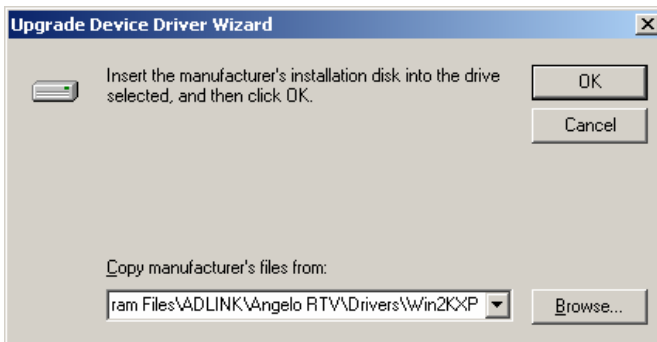 Upgrade Device Driver Wizard
Insert the manufacturer's installation disk into the drive
selected, and then click OK.
OK
Cancel
Copy manufacturer's files from:
ram Files\ADLINK\Angelo RTV\Drivers\Win2KXP
Browse...